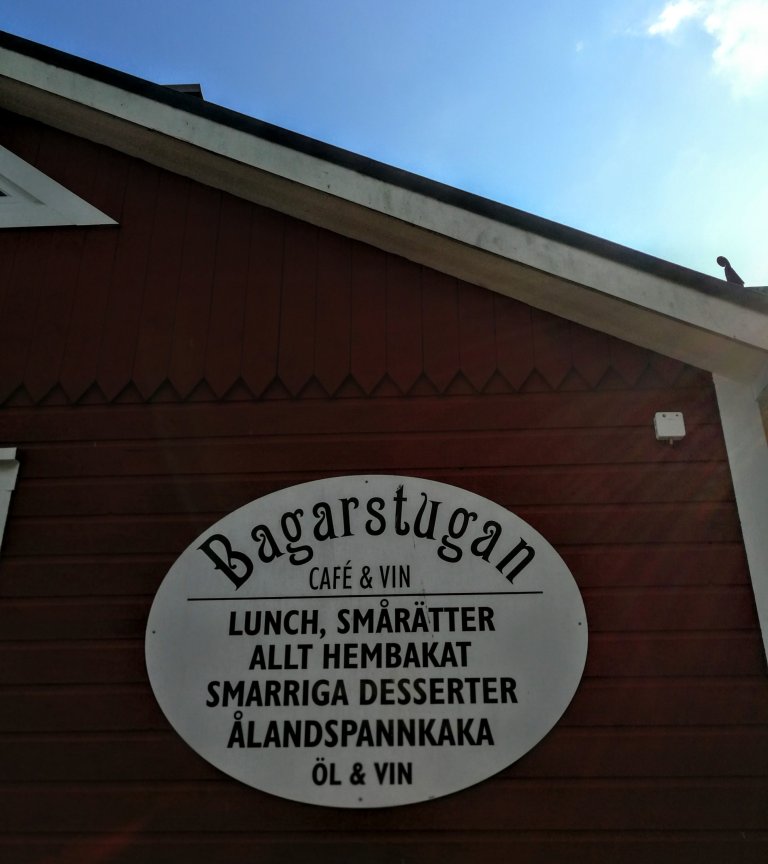 Bagarstugan
CAFÉ & VIN
LUNCH, SMÅRÄTTER
ALLT HEMBAKAT
SMARRIGA DESSERTER
ÅLANDSPANNKAKA
ÖL & VIN